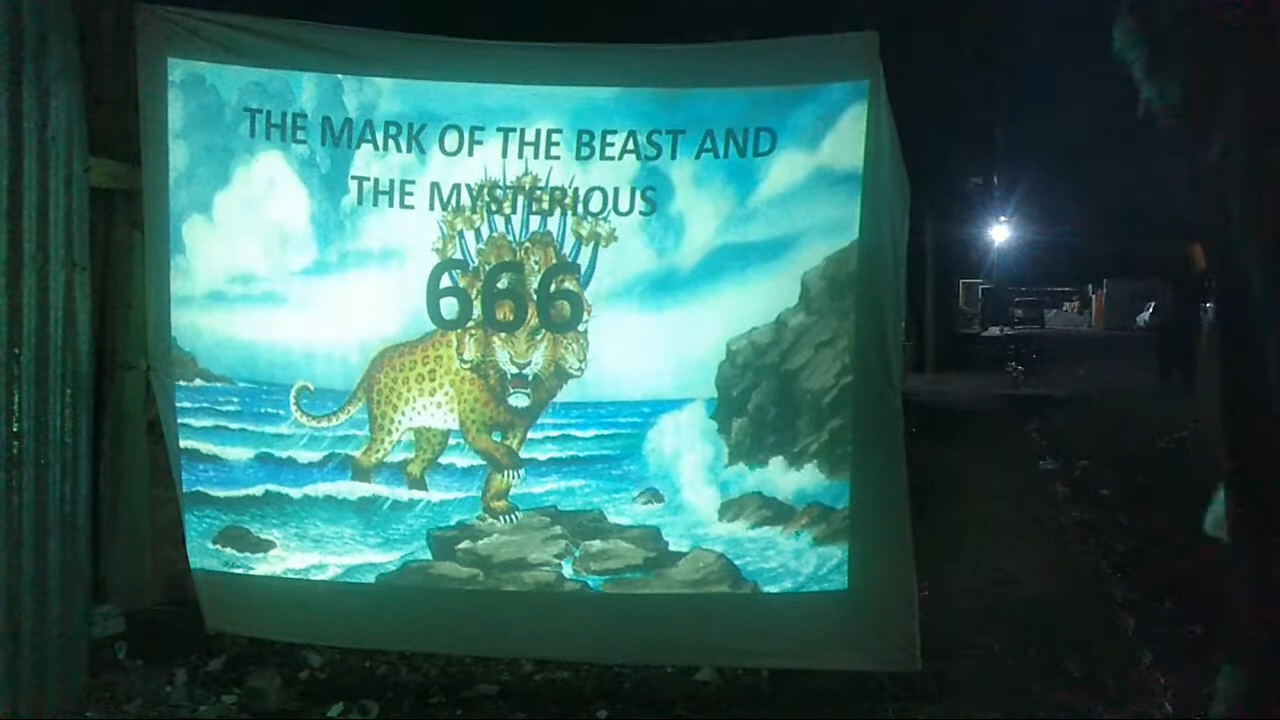 THE MARK OF THE BEAST AND
THE MYSTERIOUS
666